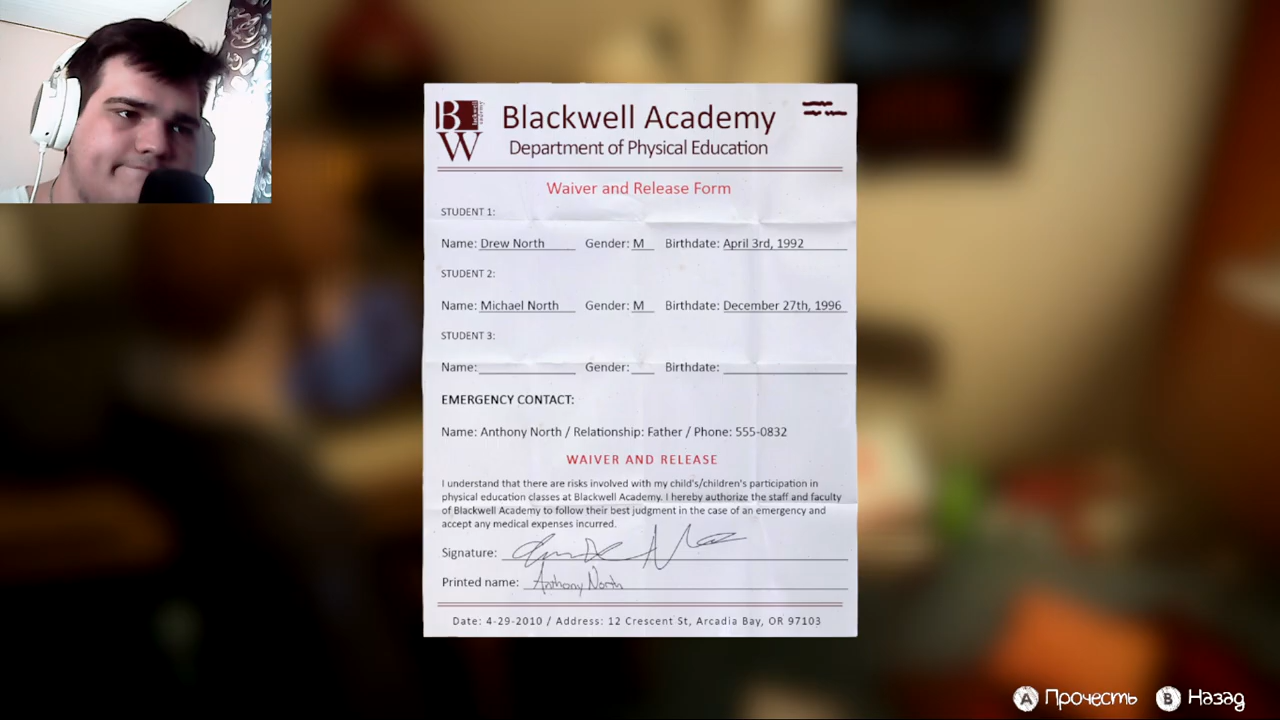 BW
Blackwell Academy
Department of Physical Education
Waiver and Release Form
STUDENT 1:
Name: Drew North Gender: M Birthdate: April 3rd, 1992
STUDENT 2:
Name: Michael North Gender: M Birthdate: December 27th, 1996
STUDENT 3:
Name: Gender: Birthdate:
EMERGENCY CONTACT:
Name: Anthony North / Relationship: Father / Phone: 555-0832
WAIVER AND RELEASE
I understand that there are risks involved with my child's/children's participation in
physical education classes at Blackwell Academy. I hereby authorize the staff and faculty
of Blackwell Academy to follow their best judgment in the case of an emergency and
accept any medical expenses incurred.
Signature:
Printed name: Anthony North
Date: 4-29-2010 / Address: 12 Crescent St, Arcadia Bay, OR 97103
A Прочесть B Назад